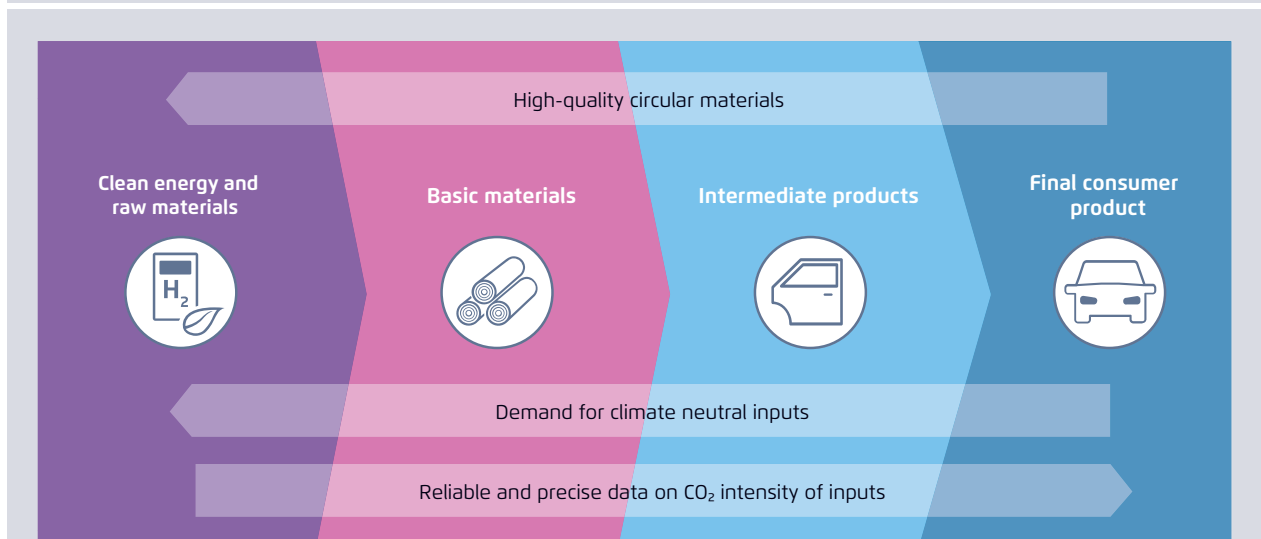 High-quality circular materials
Clean energy and
raw materials
Basic materials
Intermediate products
Final consumer
product
H₂
Demand for climate neutral inputs
Reliable and precise data on CO₂ intensity of inputs